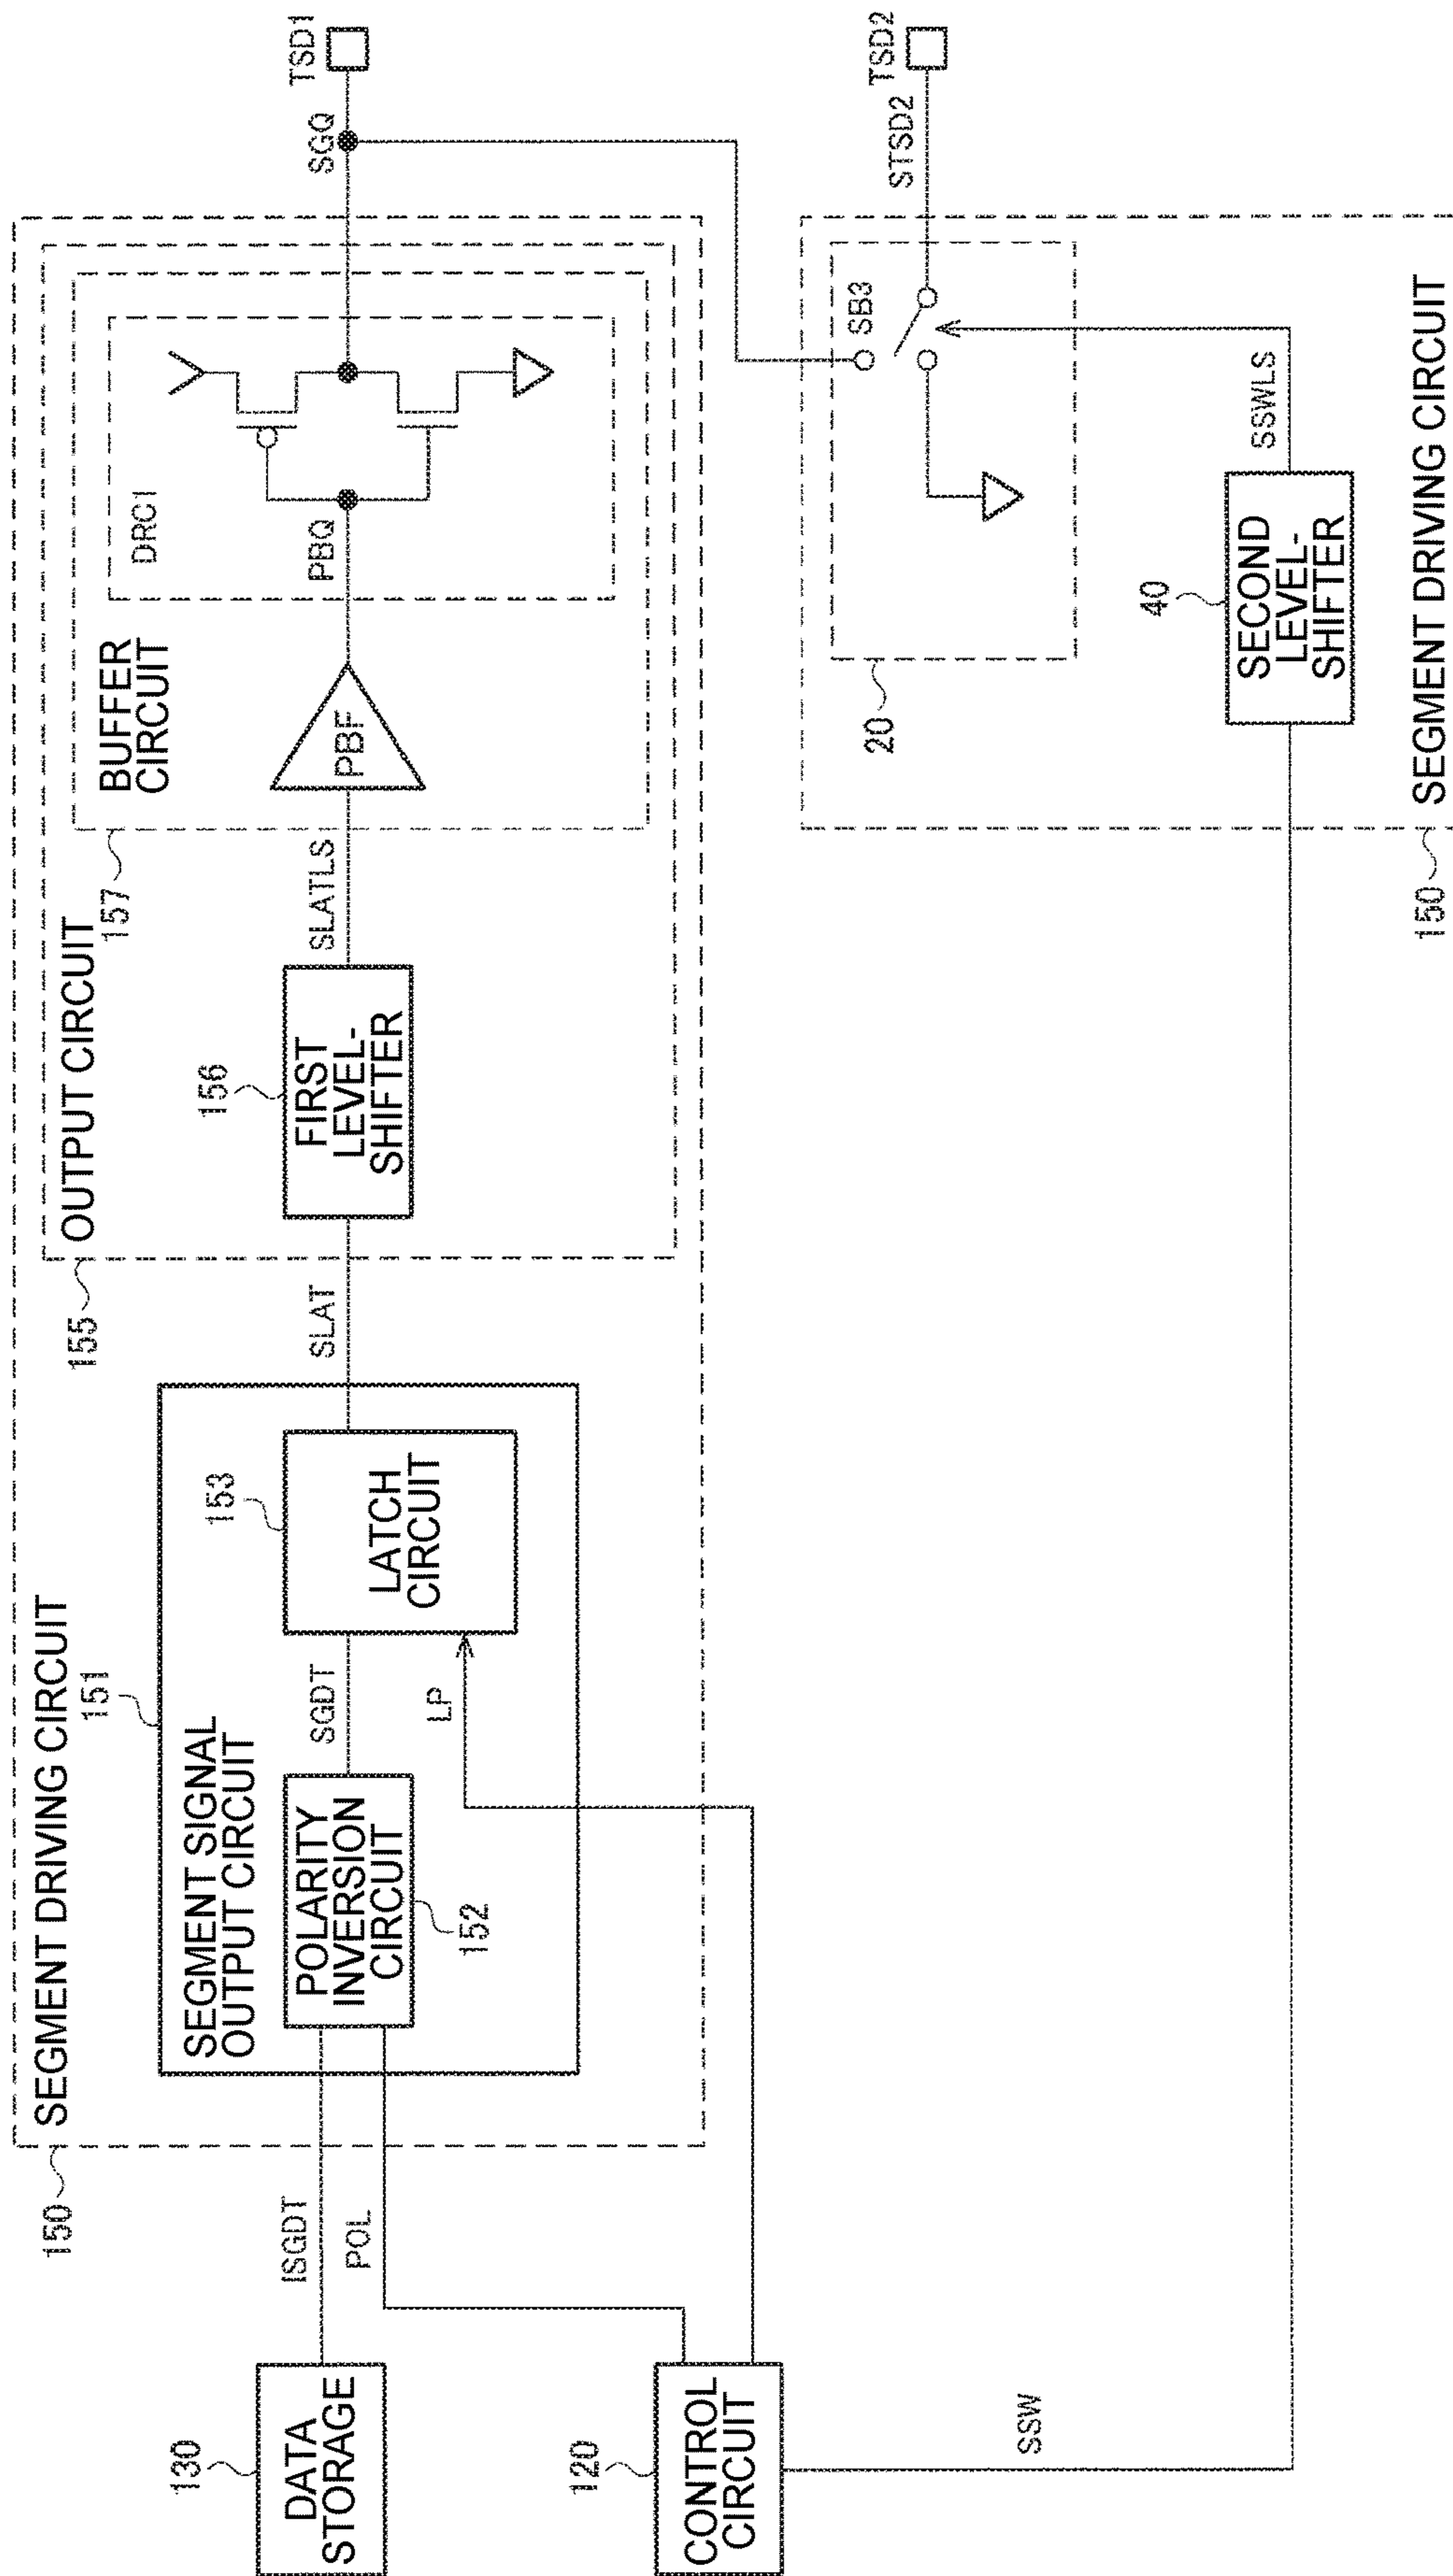 130
DATA
STORAGE
120
CONTROL
CIRCUIT
ISGDT
POL
SSW
150
SEGMENT DRIVING CIRCUIT
151
SEGMENT SIGNAL
OUTPUT CIRCUIT
POLARITY
INVERSION
CIRCUIT
152
SGDT
LP
153
LATCH
CIRCUIT
SLAT
155
OUTPUT CIRCUIT
156
FIRST
LEVEL-
SHIFTER
SLATLS
157
BUFFER
CIRCUIT
PBF
PBQ
DRC1
SGQ
TSD1
150
SEGMENT DRIVING CIRCUIT
20
SB3
STSD2
TSD2
40
SECOND
LEVEL-
SHIFTER
SSWLS